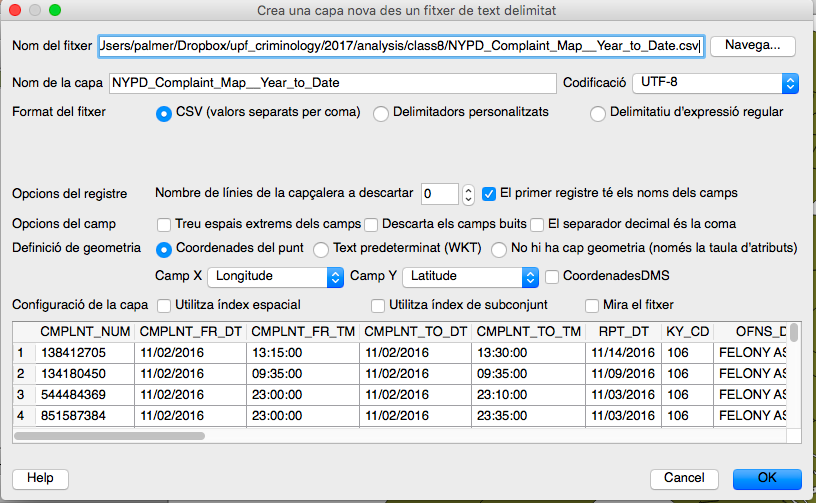 Crea una capa nova des un fitxer de text delimitat
Nom del fitxer Jsers/palmer/Dropbox/upf_criminology/2017/analysis/class8/NYPD_Complaint_Map__Year_to_Date.csv Navega...
Nom de la capa NYPD_Complaint_Map__Year_to_Date Codificació UTF-8
Format del fitxer CSV (valors separats per coma) Delimitadors personalitzats Delimitatiu d'expressió regular
Opcions del registre Nombre de línies de la capçalera a descartar 0 El primer registre té els noms dels camps
Opcions del camp Treu espais extrems dels camps Descarta els camps buits El separador decimal és la coma
Definició de geometria Coordenades del punt Text predeterminat (WKT) No hi ha cap geometria (només la taula d'atributs)
Camp X Longitude Camp Y Latitude CoordenadesDMS
Configuració de la capa Utilitza índex espacial Utilitza índex de subconjunt Mira el fitxer
CMPLNT_NUM CMPLNT_FR_DT CMPLNT_FR_TM CMPLNT_TO_DT CMPLNT_TO_TM RPT_DT KY_CD OFNS_D
1 138412705 11/02/2016 13:15:00 11/02/2016 13:30:00 11/14/2016 106 FELONY AS
2 134180450 11/02/2016 09:35:00 11/02/2016 09:35:00 11/09/2016 106 FELONY AS
3 544484369 11/02/2016 23:00:00 11/02/2016 23:10:00 11/03/2016 106 FELONY AS
4 851587384 11/02/2016 23:00:00 11/02/2016 23:35:00 11/03/2016 106 FELONY AS
Help Cancel OK